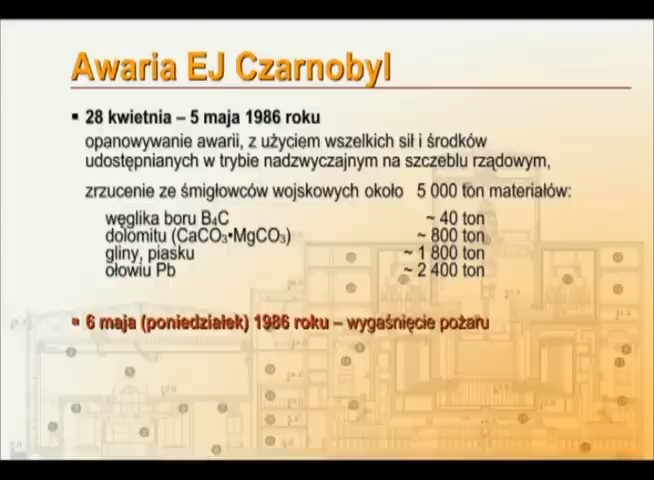 Awaria EJ Czarnobyl
▪ 28 kwietnia – 5 maja 1986 roku
opanowywanie awarii, z użyciem wszelkich sił i środków
udostępnianych w trybie nadzwyczajnym na szczeblu rządowym,
zrzucenie ze śmigłowców wojskowych około 5 000 ton materiałów:
węglika boru B₄C ~ 40 ton
dolomitu (CaCO₃•MgCO₃) ~ 800 ton
gliny, piasku ~ 1 800 ton
ołowiu Pb ~ 2 400 ton
▪ 6 maja (poniedziałek) 1986 roku – wygaśnięcie pożaru